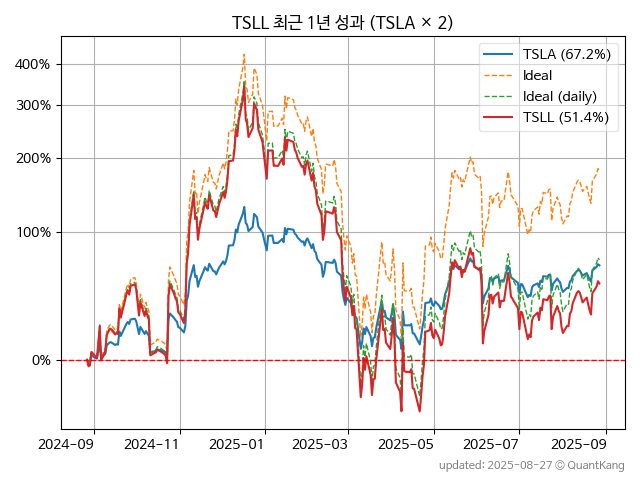 TSLL 최근 1년 성과 (TSLA × 2)
400%
300%
200%
100%
0%
TSLA (67.2%)
Ideal
Ideal (daily)
TSLL (51.4%)
2024-09
2024-11
2025-01
2025-03
2025-05
2025-07
2025-09
updated: 2025-08-27 © QuantKang